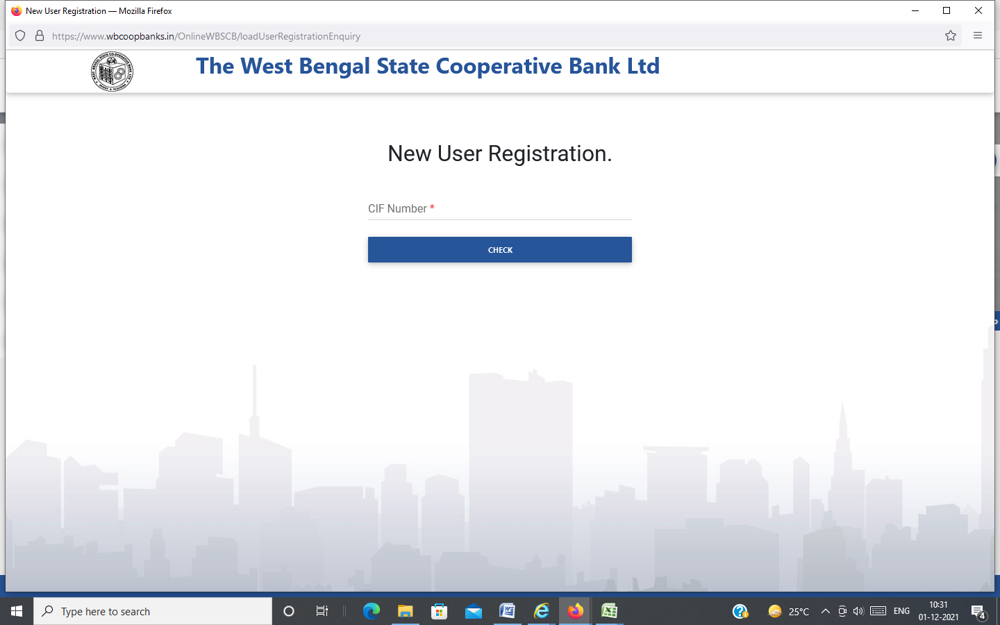 New User Registration — Mozilla Firefox
https://www.wbcoopbanks.in/OnlineWBSCB/loadUserRegistrationEnquiry
The West Bengal State Cooperative Bank Ltd
New User Registration.
CIF Number *
CHECK
Type here to search
25°C
ENG
10:31
01-12-2021
4